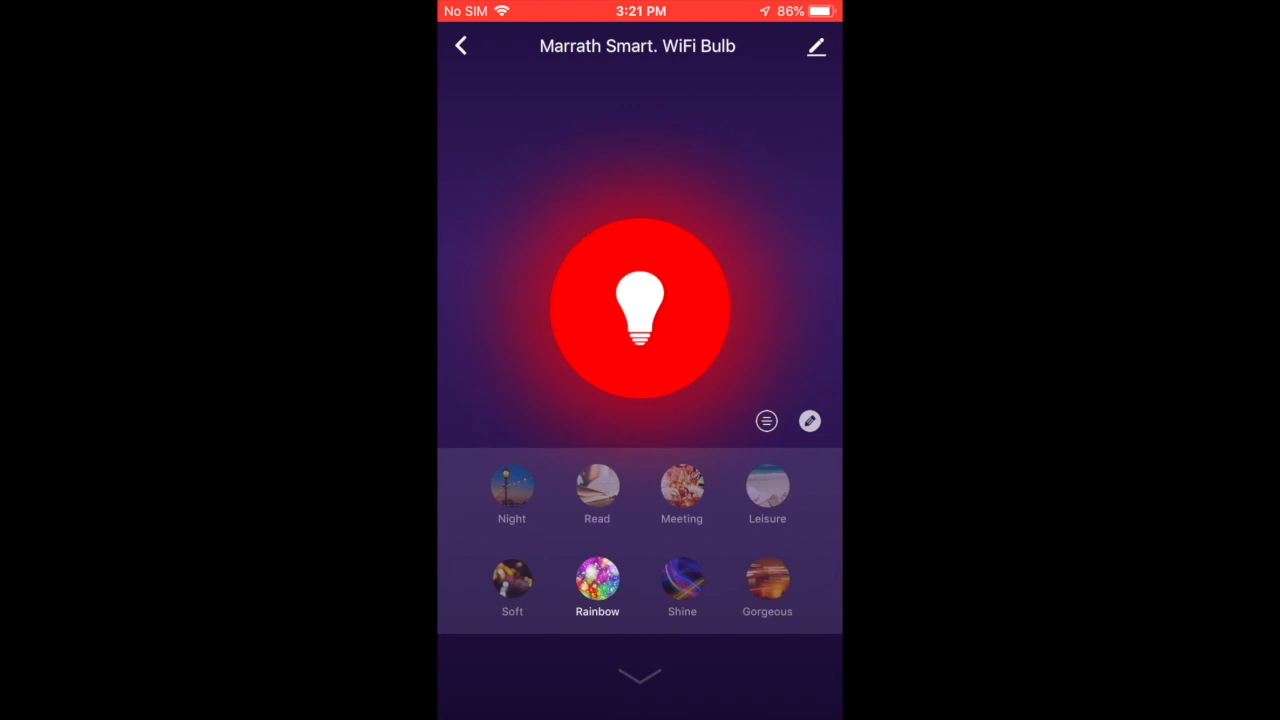 No SIM 3:21 PM 86%
Marrath Smart. WiFi Bulb
Night Read Meeting Leisure
Soft Rainbow Shine Gorgeous